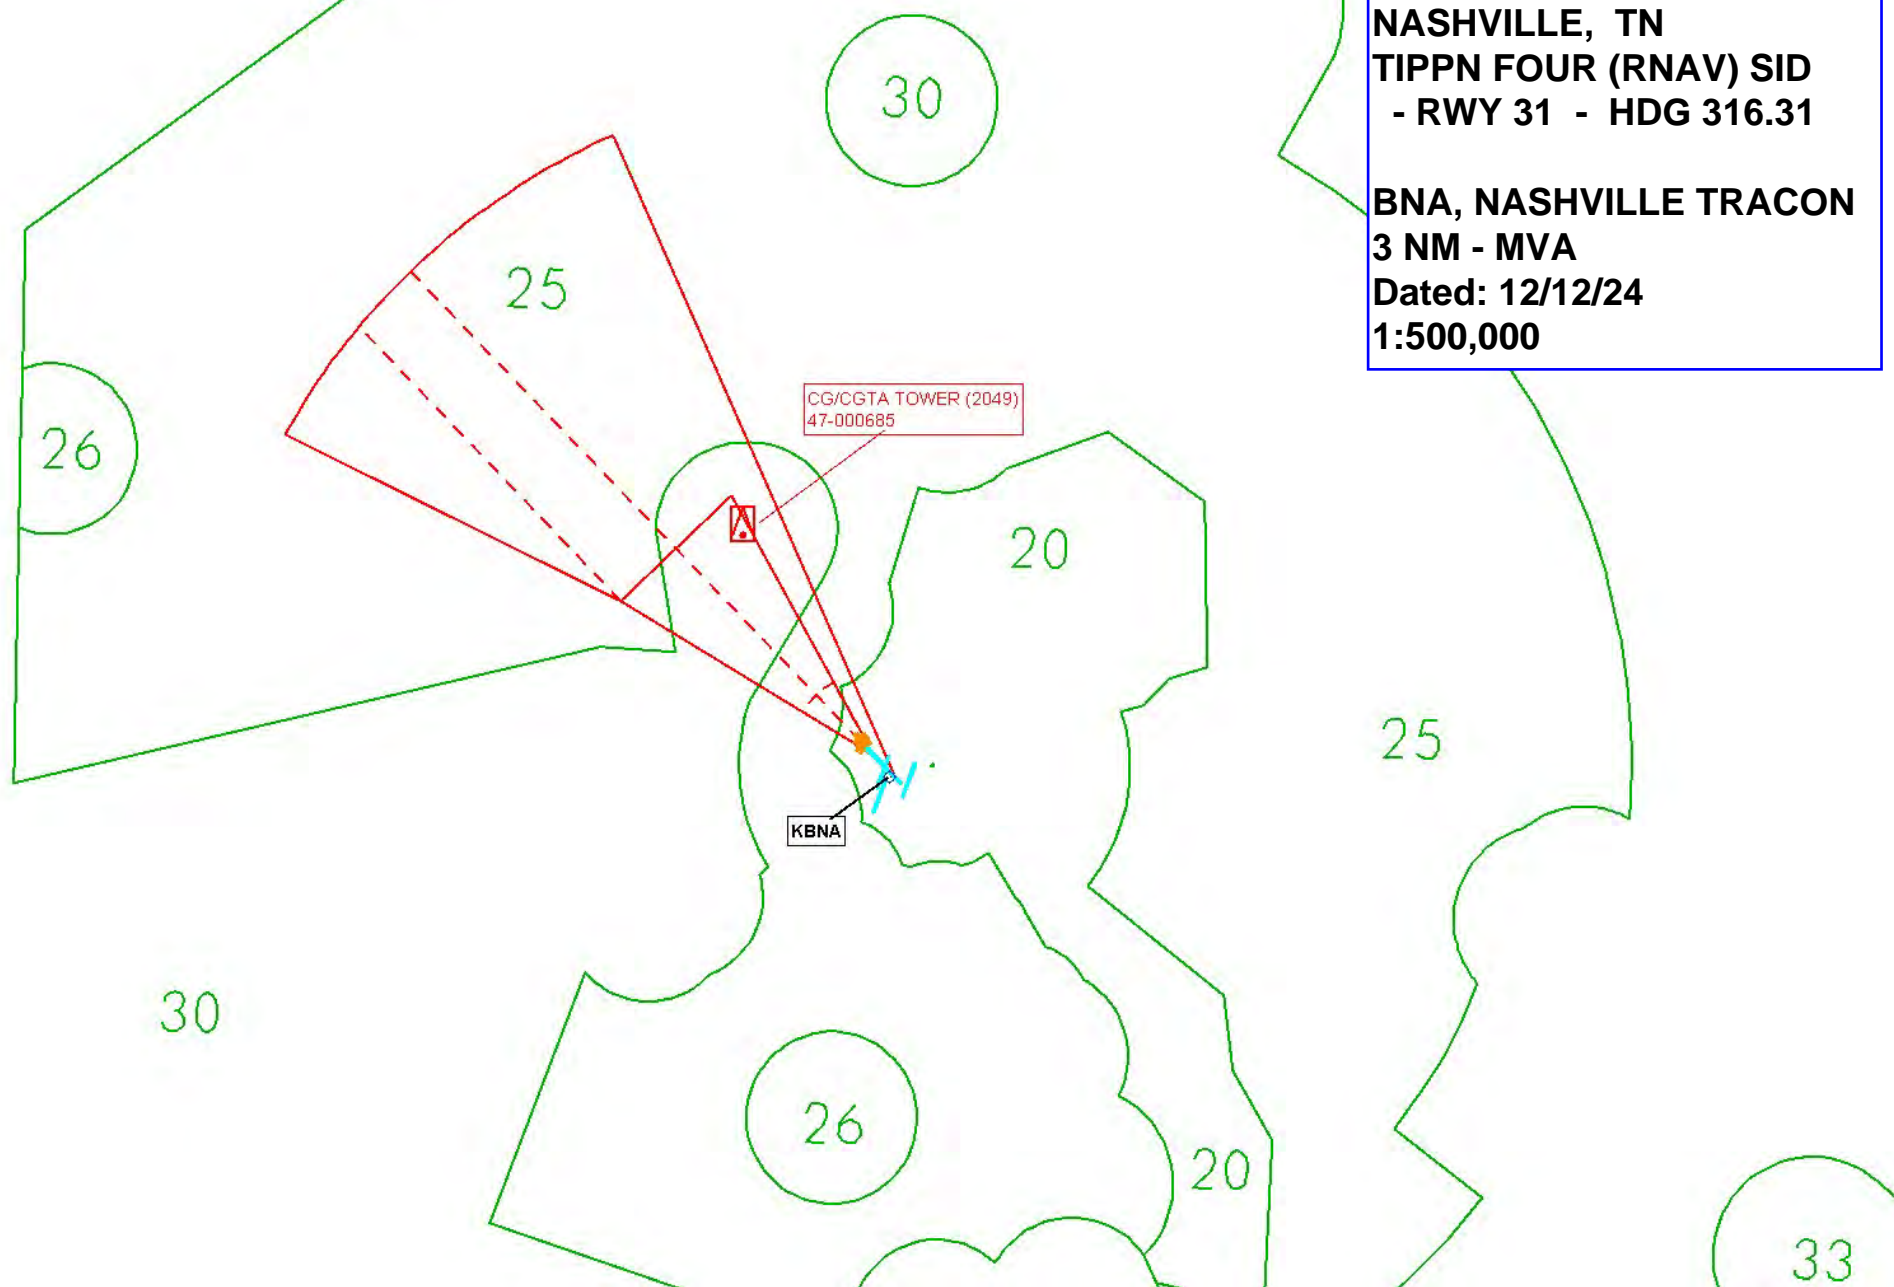 NASHVILLE, TN
TIPPN FOUR (RNAV) SID
- RWY 31 - HDG 316.31
BNA, NASHVILLE TRACON
3 NM - MVA
Dated: 12/12/24
1:500,000
30
25
CG/CGTA TOWER (2049)
47-000685
26
20
25
KBNA
30
26
20
33